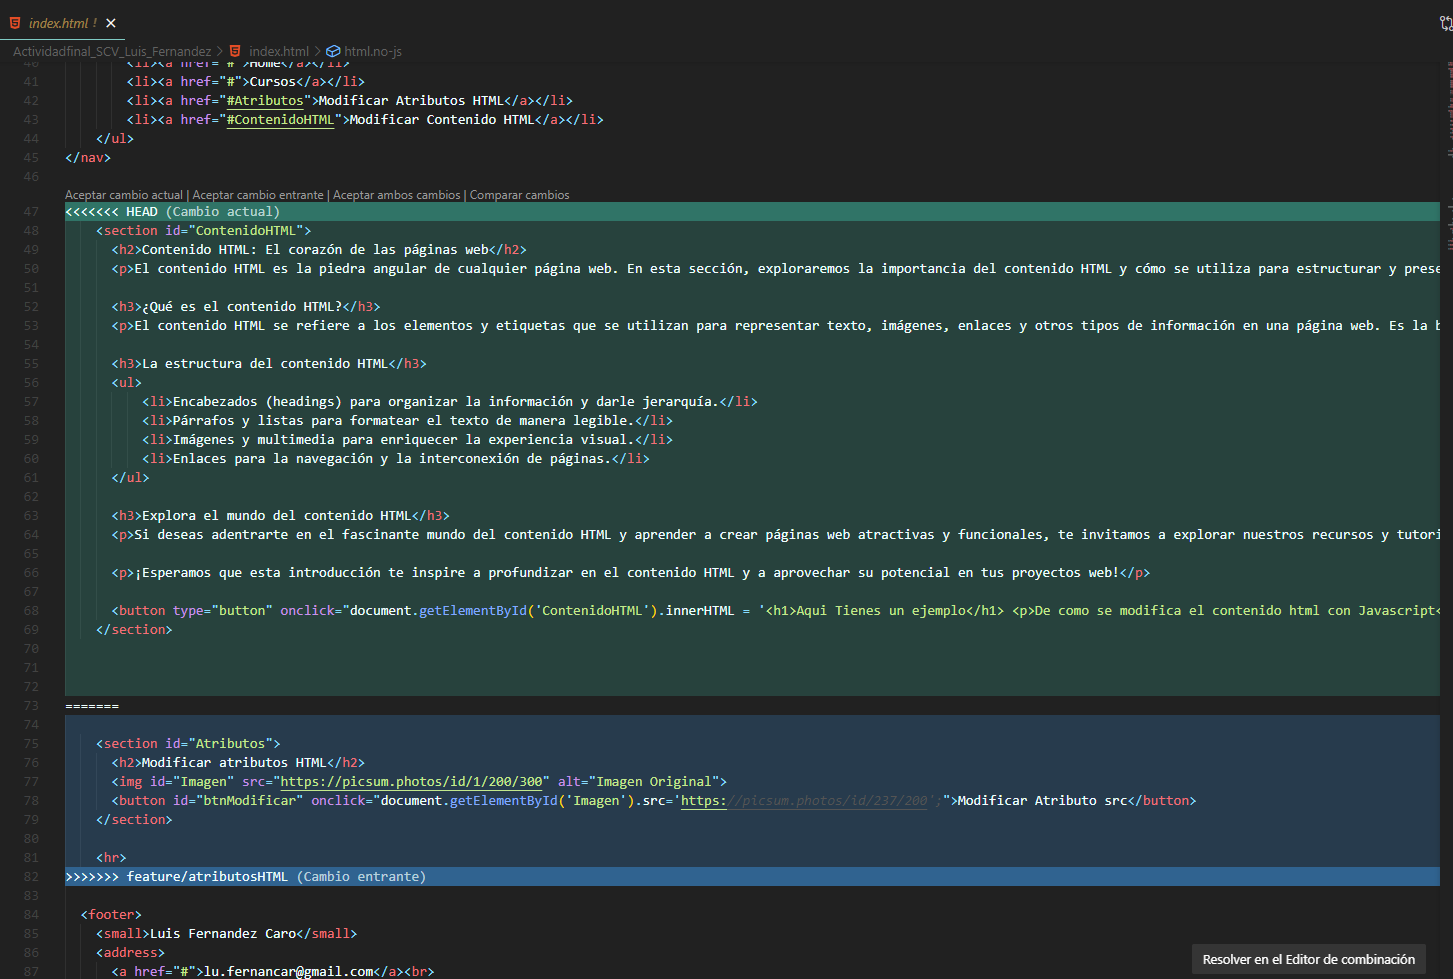 index.html !
Actividadfinal_SCV_Luis_Fernandez > index.html > html.no-js
40 <li><a href="#">Home</a></li>
41 <li><a href="#">Cursos</a></li>
42 <li><a href="#Atributos">Modificar Atributos HTML</a></li>
43 <li><a href="#ContenidoHTML">Modificar Contenido HTML</a></li>
44 </ul>
45 </nav>
46
Aceptar cambio actual | Aceptar cambio entrante | Aceptar ambos cambios | Comparar cambios
47 <<<<<<< HEAD (Cambio actual)
48 <section id="ContenidoHTML">
49 <h2>Contenido HTML: El corazón de las páginas web</h2>
50 <p>El contenido HTML es la piedra angular de cualquier página web. En esta sección, exploraremos la importancia del contenido HTML y cómo se utiliza para estructurar y prese
51
52 <h3>¿Qué es el contenido HTML?</h3>
53 <p>El contenido HTML se refiere a los elementos y etiquetas que se utilizan para representar texto, imágenes, enlaces y otros tipos de información en una página web. Es la b
54
55 <h3>La estructura del contenido HTML</h3>
56 <ul>
57 <li>Encabezados (headings) para organizar la información y darle jerarquía.</li>
58 <li>Párrafos y listas para formatear el texto de manera legible.</li>
59 <li>Imágenes y multimedia para enriquecer la experiencia visual.</li>
60 <li>Enlaces para la navegación y la interconexión de páginas.</li>
61 </ul>
62
63 <h3>Explora el mundo del contenido HTML</h3>
64 <p>Si deseas adentrarte en el fascinante mundo del contenido HTML y aprender a crear páginas web atractivas y funcionales, te invitamos a explorar nuestros recursos y tutori
65
66 <p>¡Esperamos que esta introducción te inspire a profundizar en el contenido HTML y a aprovechar su potencial en tus proyectos web!</p>
67
68 <button type="button" onclick="document.getElementById('ContenidoHTML').innerHTML = '<h1>Aqui Tienes un ejemplo</h1> <p>De como se modifica el contenido html con Javascript<
69 </section>
70
71
72
73 =======
74
75 <section id="Atributos">
76 <h2>Modificar atributos HTML</h2>
77 <img id="Imagen" src="https://picsum.photos/id/1/200/300" alt="Imagen Original">
78 <button id="btnModificar" onclick="document.getElementById('Imagen').src='https://picsum.photos/id/237/200';">Modificar Atributo src</button>
79 </section>
80
81 <hr>
82 >>>>>>> feature/atributosHTML (Cambio entrante)
83
84 <footer>
85 <small>Luis Fernandez Caro</small>
86 <address>
87 <a href="#">lu.fernancar@gmail.com</a><br>
Resolver en el Editor de combinación